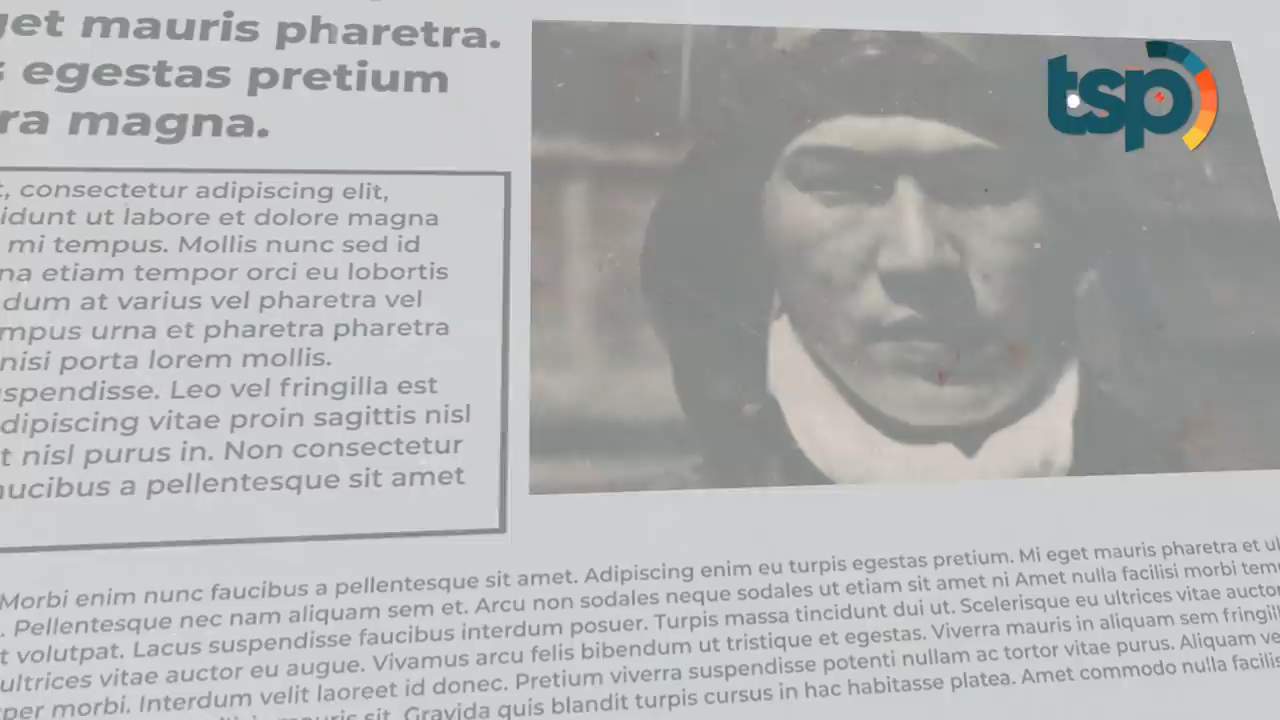 get mauris pharetra.
egestas pretium
ra magna.
tsp
t, consectetur adipiscing elit,
idunt ut labore et dolore magna
mi tempus. Mollis nunc sed id
na etiam tempor orci eu lobortis
dum at varius vel pharetra vel
mpus urna et pharetra pharetra
nisi porta lorem mollis.
spendisse. Leo vel fringilla est
dipiscing vitae proin sagittis nisl
t nisl purus in. Non consectetur
aucibus a pellentesque sit amet
Morbi enim nunc faucibus a pellentesque sit amet. Adipiscing enim eu turpis egestas pretium. Mi eget mauris pharetra et ul
. Pellentesque nec nam aliquam sem et. Arcu non sodales neque sodales ut etiam sit amet ni Amet nulla facilisi morbi tem
t volutpat. Lacus suspendisse faucibus interdum posuer. Turpis massa tincidunt dui ut. Scelerisque eu ultrices vitae aucto
ultrices vitae auctor eu augue. Vivamus arcu felis bibendum ut tristique et egestas. Viverra mauris in aliquam sem fringil
per morbi. Interdum velit laoreet id donec. Pretium viverra suspendisse potenti nullam ac tortor vitae purus. Aliquam ve
mauris sit. Gravida quis blandit turpis cursus in hac habitasse platea. Amet commodo nulla facilis